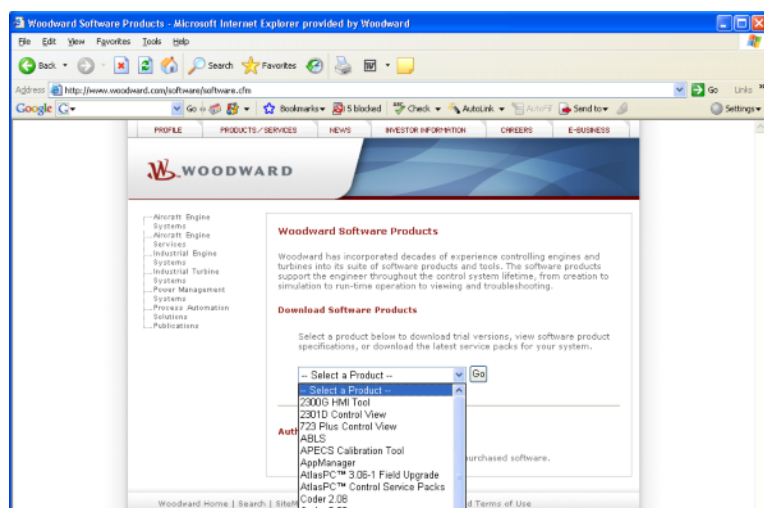 Woodward Software Products - Microsoft Internet Explorer provided by Woodward
File Edit View Favorites Tools Help
Back Search Favorites
Address http://www.woodward.com/software/software.cfm Go Links
Google G Go Bookmarks 5 blocked Check AutoLink AutoFill Send to Settings
PROFILE PRODUCTS/SERVICES NEWS INVESTOR INFORMATION CAREERS E-BUSINESS
WOODWARD
Aircraft Engine
Systems
Aircraft Engine
Services
Industrial Engine
Systems
Industrial Turbine
Systems
Power Management
Systems
Process Automation
Solutions
Publications
Woodward Software Products
Woodward has incorporated decades of experience controlling engines and
turbines into its suite of software products and tools. The software products
support the engineer throughout the control system lifetime, from creation to
simulation to run-time operation to viewing and troubleshooting.
Download Software Products
Select a product below to download trial versions, view software product
specifications, or download the latest service packs for your system.
-- Select a Product -- Go
-- Select a Product --
2300G HMI Tool
2301D Control View
723 Plus Control View
ABLS
APECS Calibration Tool
AppManager
AtlasPC™ 3.06-1 Field Upgrade
AtlasPC™ Control Service Packs
Coder 2.08
Auth
purchased software.
Woodward Home | Search | SiteM d Terms of Use